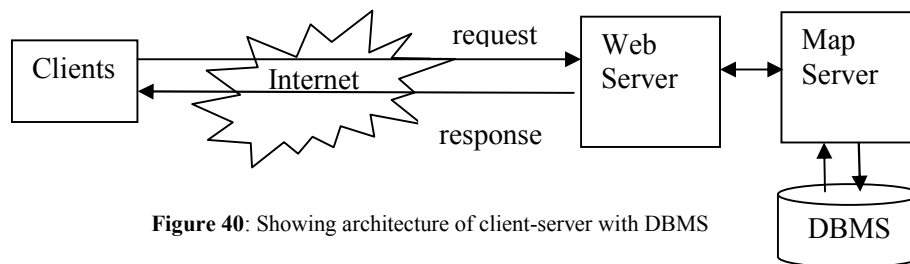 Clients
request
Internet
response
Web
Server
Map
Server
DBMS
Figure 40: Showing architecture of client-server with DBMS